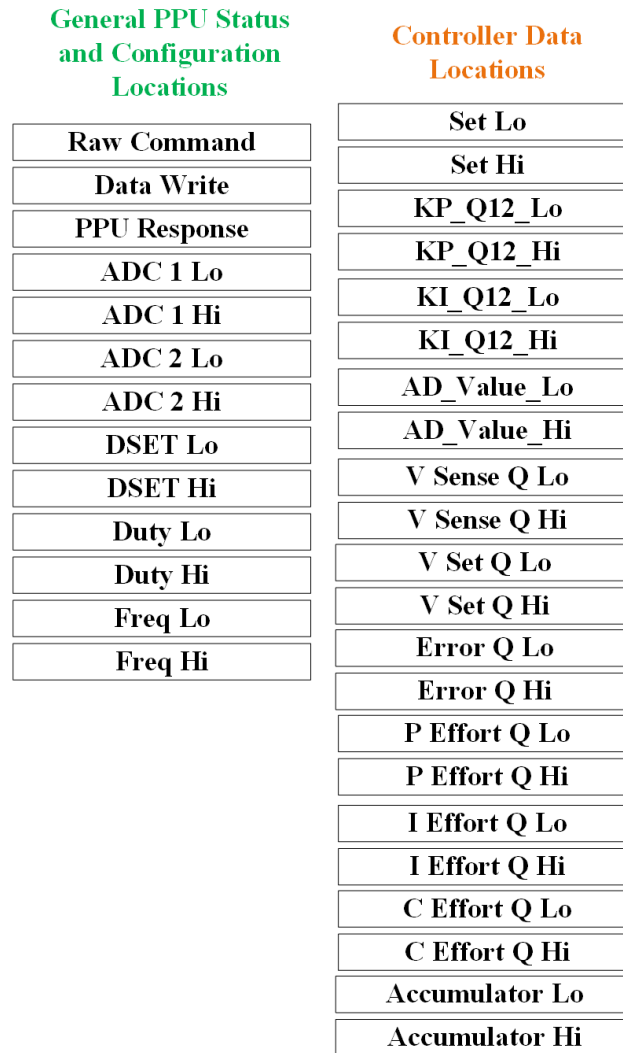 General PPU Status
and Configuration
Locations
Raw Command
Data Write
PPU Response
ADC 1 Lo
ADC 1 Hi
ADC 2 Lo
ADC 2 Hi
DSET Lo
DSET Hi
Duty Lo
Duty Hi
Freq Lo
Freq Hi
Controller Data
Locations
Set Lo
Set Hi
KP_Q12_Lo
KP_Q12_Hi
KI_Q12_Lo
KI_Q12_Hi
AD_Value_Lo
AD_Value_Hi
V Sense Q Lo
V Sense Q Hi
V Set Q Lo
V Set Q Hi
Error Q Lo
Error Q Hi
P Effort Q Lo
P Effort Q Hi
I Effort Q Lo
I Effort Q Hi
C Effort Q Lo
C Effort Q Hi
Accumulator Lo
Accumulator Hi